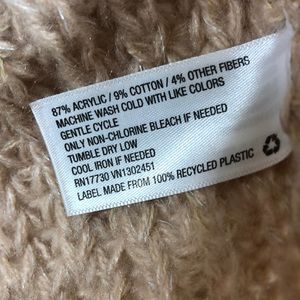 87% ACRYLIC / 9% COTTON / 4% OTHER FIBERS
MACHINE WASH COLD WITH LIKE COLORS
GENTLE CYCLE
ONLY NON-CHLORINE BLEACH IF NEEDED
TUMBLE DRY LOW
COOL IRON IF NEEDED
RN17730 VN1302451
LABEL MADE FROM 100% RECYCLED PLASTIC